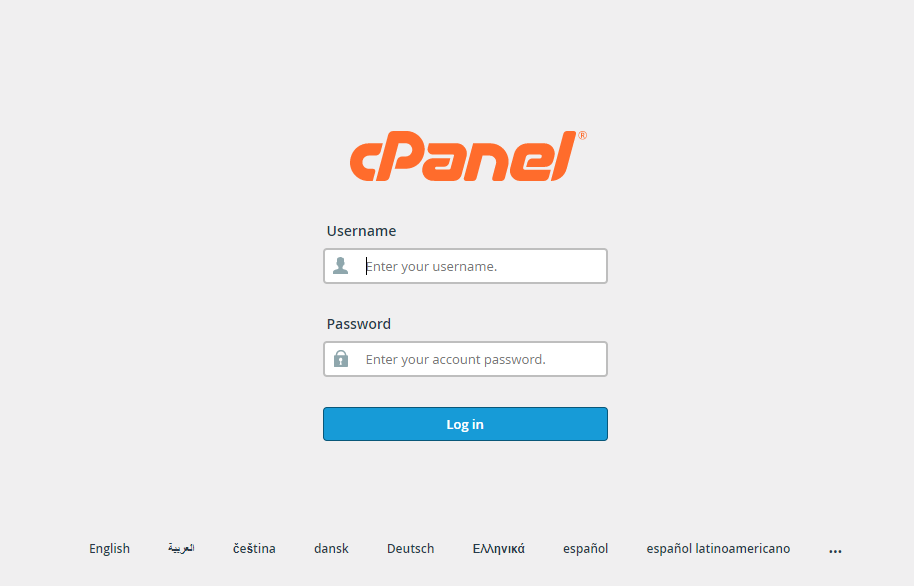 cPanel®
Username
Enter your username.
Password
Enter your account password.
Log in
English العربية čeština dansk Deutsch Ελληνικά español español latinoamericano ...